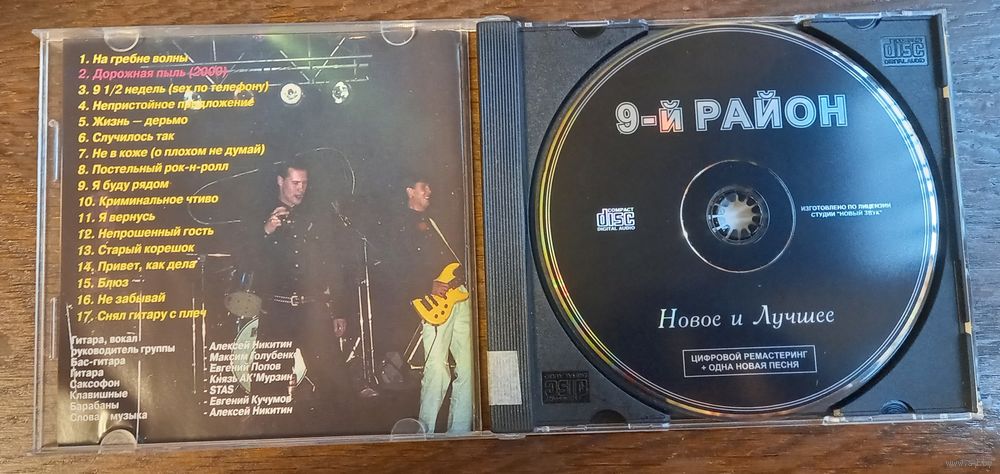 1. На гребне волны
2. Дорожная пыль (2000)
3. 9 1/2 недель (sex по телефону)
4. Непристойное предложение
5. Жизнь — дерьмо
6. Случилось так
7. Не в коже (о плохом не думай)
8. Постельный рок-н-ролл
9. Я буду рядом
10. Криминальное чтиво
11. Я вернусь
12. Непрошенный гость
13. Старый корешок
14. Привет, как дела
15. Блюз
16. Не забывай
17. Снял гитару с плеч
Гитара, вокал
руководитель группы - Алексей Никитин
Бас-гитара - Максим Голубенко
Гитара - Евгений Попов
Саксофон - Князь АК'Мурзин
Клавишные - STAS
Барабаны - Евгений Кучумов
Слова, музыка - Алексей Никитин
COMPACT
disc
DIGITAL AUDIO
9-й РАЙОН
COMPACT
disc
DIGITAL AUDIO
ИЗГОТОВЛЕНО ПО ЛИЦЕНЗИИ
СТУДИИ "НОВЫЙ ЗВУК"
Новое и Лучшее
ЦИФРОВОЙ РЕМАСТЕРИНГ
+ ОДНА НОВАЯ ПЕСНЯ
disc